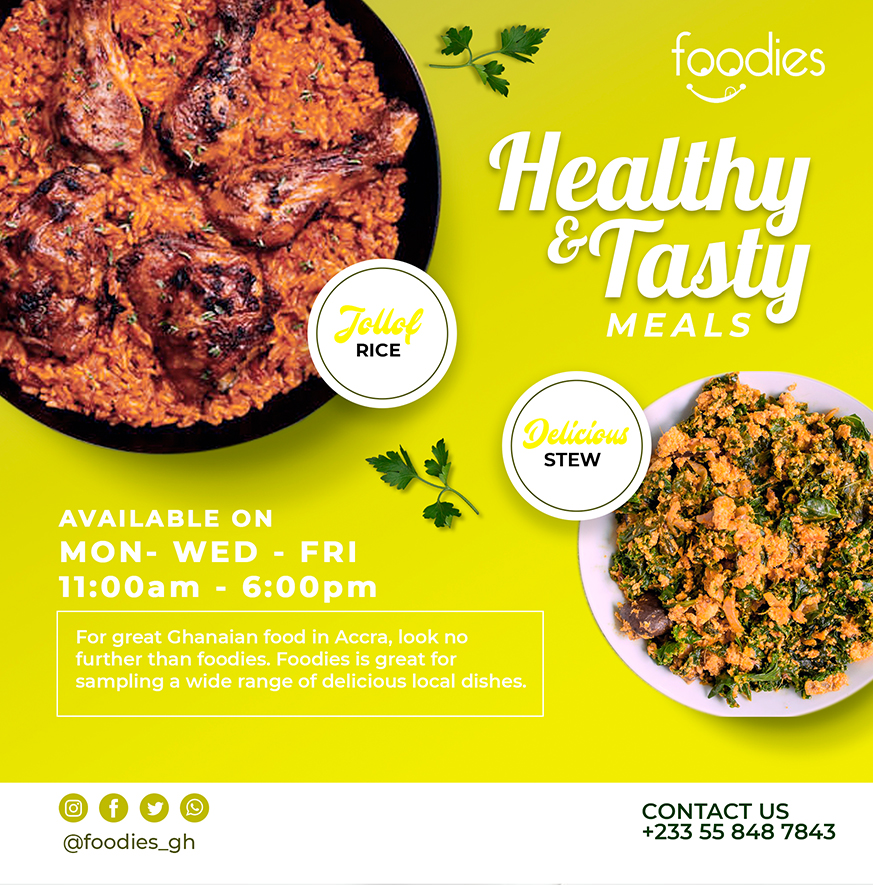 foodies
Healthy
& Tasty
MEALS
Jollof
RICE
Delicious
STEW
AVAILABLE ON
MON- WED - FRI
11:00am - 6:00pm
For great Ghanaian food in Accra, look no
further than foodies. Foodies is great for
sampling a wide range of delicious local dishes.
@foodies_gh
CONTACT US
+233 55 848 7843